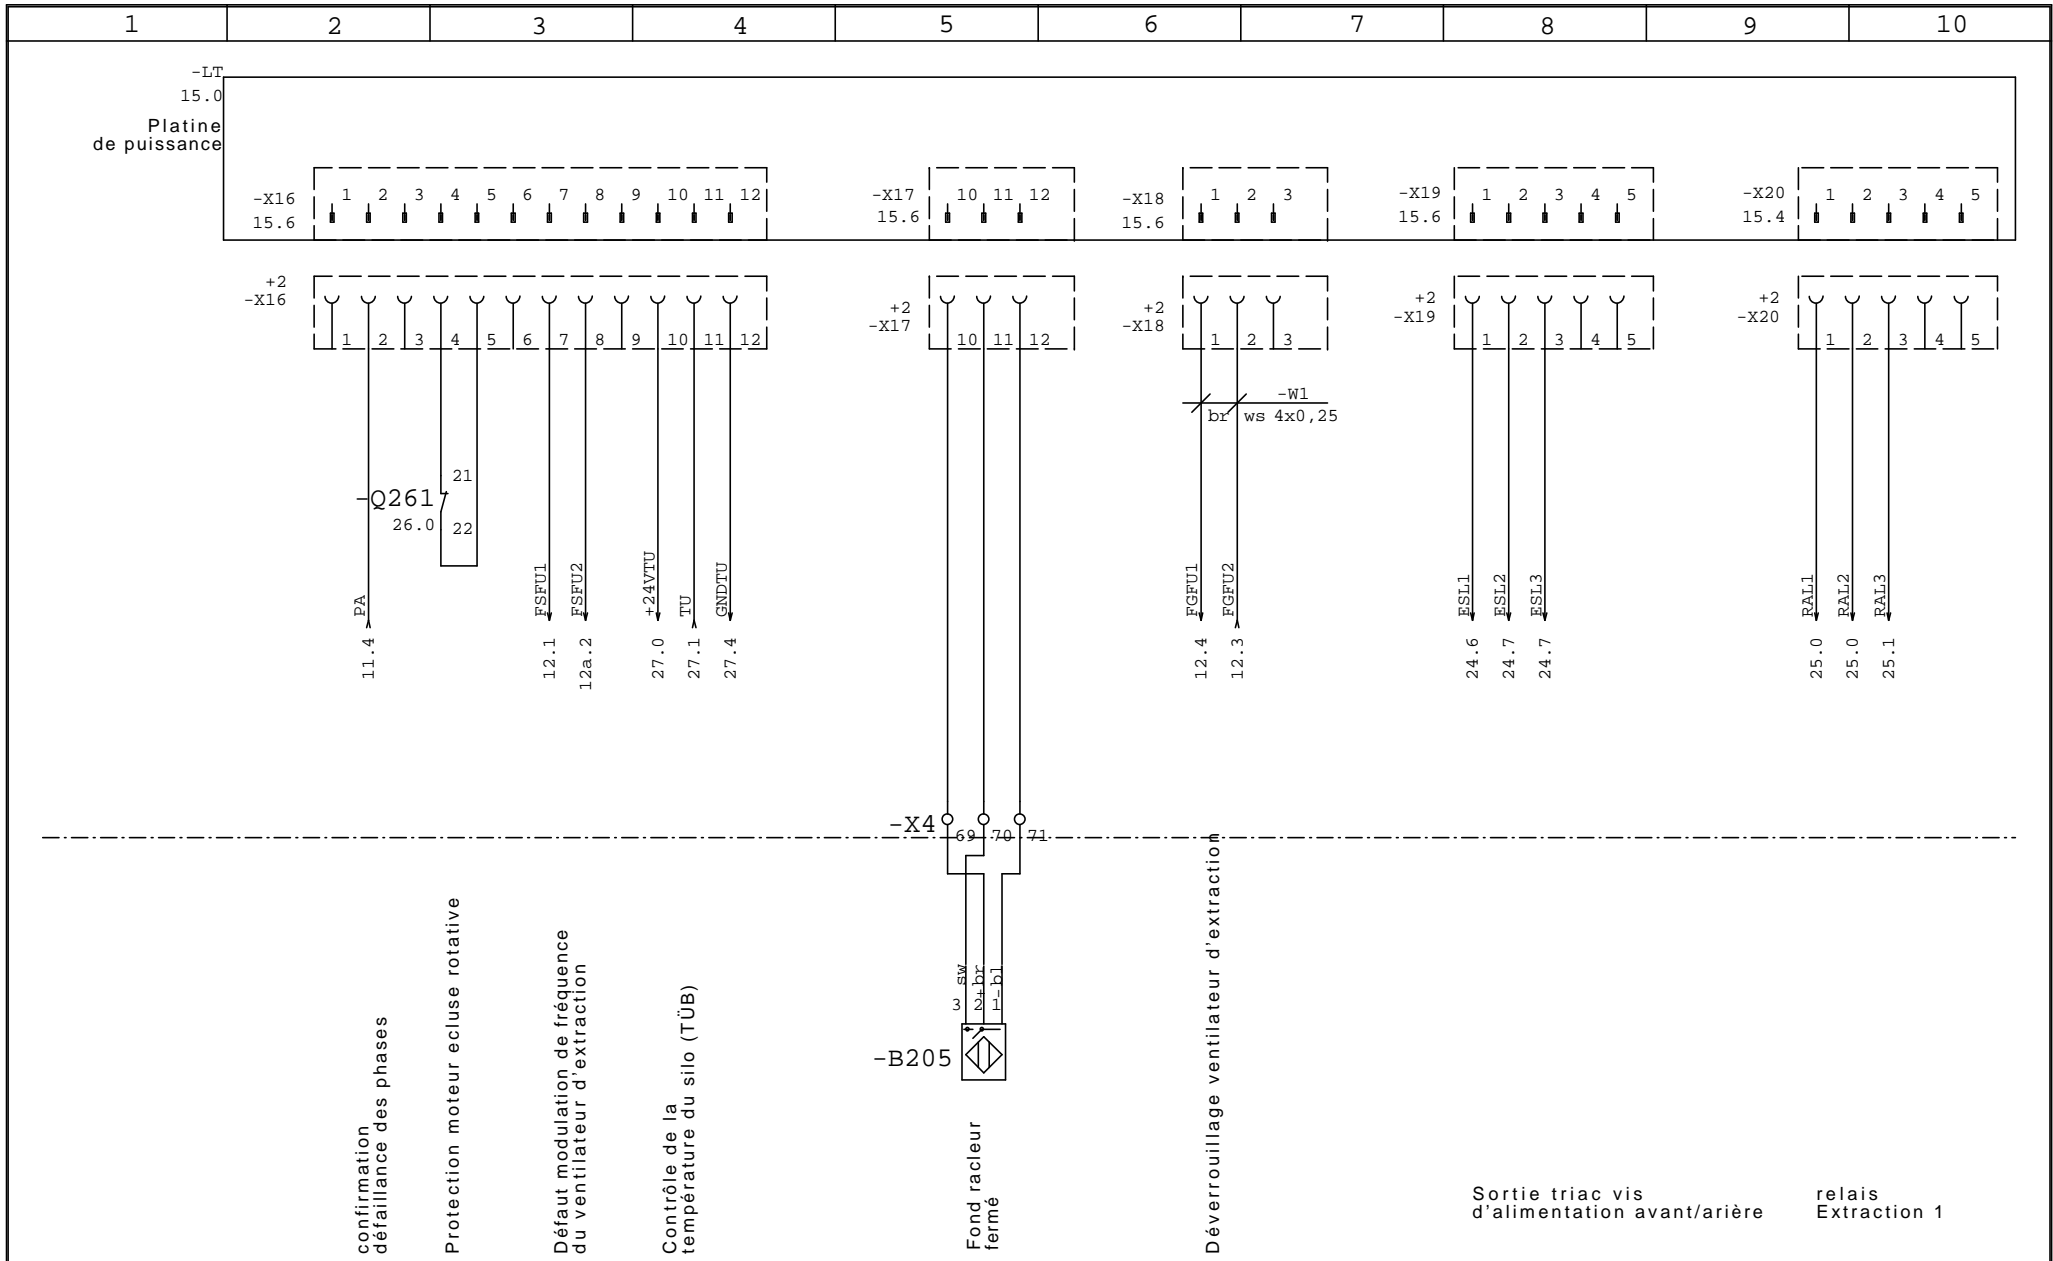 1 2 3 4 5 6 7 8 9 10
-LT
15.0
Platine
de puissance
-X16 1 2 3 4 5 6 7 8 9 10 11 12
15.6
-X17 10 11 12
15.6
-X18 1 2 3
15.6
-X19 1 2 3 4 5
15.6
-X20 1 2 3 4 5
15.4
+2
-X16
1 2 3 4 5 6 7 8 9 10 11 12
+2
-X17
10 11 12
+2
-X18
1 2 3
+2
-X19
1 2 3 4 5
+2
-X20
1 2 3 4 5
-W1
br ws 4x0,25
21
-Q261
26.0 22
PA
11.4
FSFU1
12.1
FSFU2
12a.2
+24VTU
27.0
TU
27.1
GNDTU
27.4
FGFU1
12.4
FGFU2
12.3
ESL1
24.6
ESL2
24.7
ESL3
24.7
RAL1
25.0
RAL2
25.0
RAL3
25.1
-X4 69 70 71
sw +br -bl
3 2 1
-B205
confirmation
défaillance des phases
Protection moteur ecluse rotative
Défaut modulation de fréquence
du ventilateur d'extraction
Contrôle de la
température du silo (TÜB)
Fond racleur
fermé
Déverrouillage ventilateur d'extraction
Sortie triac vis
d'alimentation avant/arière
relais
Extraction 1